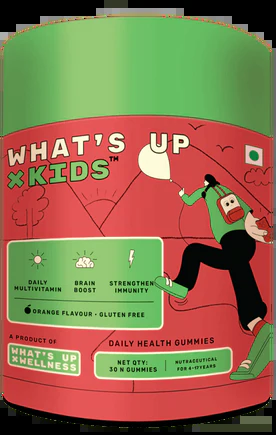 WHAT'S UP
×KIDS™
DAILY
MULTIVITAMIN
BRAIN
BOOST
STRENGTHEN
IMMUNITY
ORANGE FLAVOUR • GLUTEN FREE
A PRODUCT OF
WHAT'S UP
×WELLNESS
DAILY HEALTH GUMMIES
NET QTY:
30 N GUMMIES
NUTRACEUTICAL
FOR 4-17YEARS